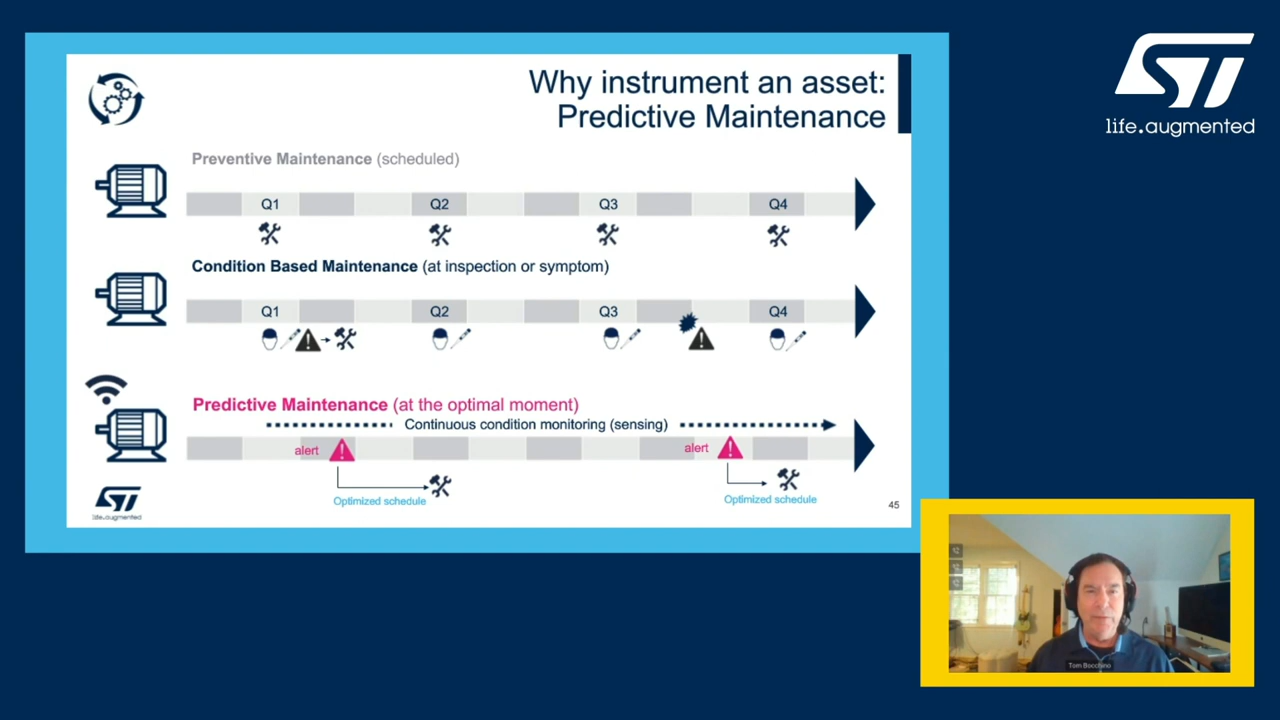 Why instrument an asset:
Predictive Maintenance
life.augmented
Preventive Maintenance (scheduled)
Q1 Q2 Q3 Q4
Condition Based Maintenance (at inspection or symptom)
Q1 Q2 Q3 Q4
Predictive Maintenance (at the optimal moment)
Continuous condition monitoring (sensing)
alert alert
Optimized schedule Optimized schedule
life.augmented
45
Tom Bocchino